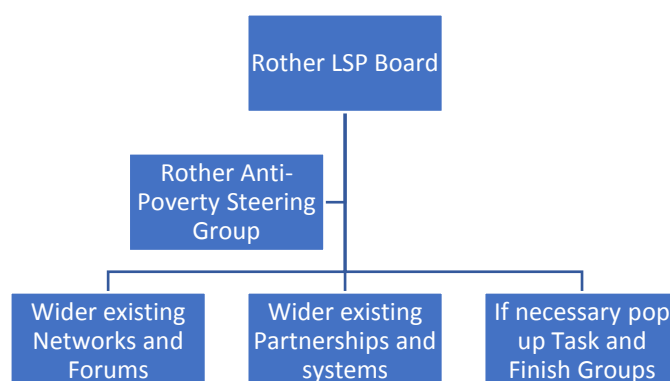 Rother LSP Board
Rother Anti-
Poverty Steering
Group
Wider existing
Networks and
Forums
Wider existing
Partnerships and
systems
If necessary pop
up Task and
Finish Groups